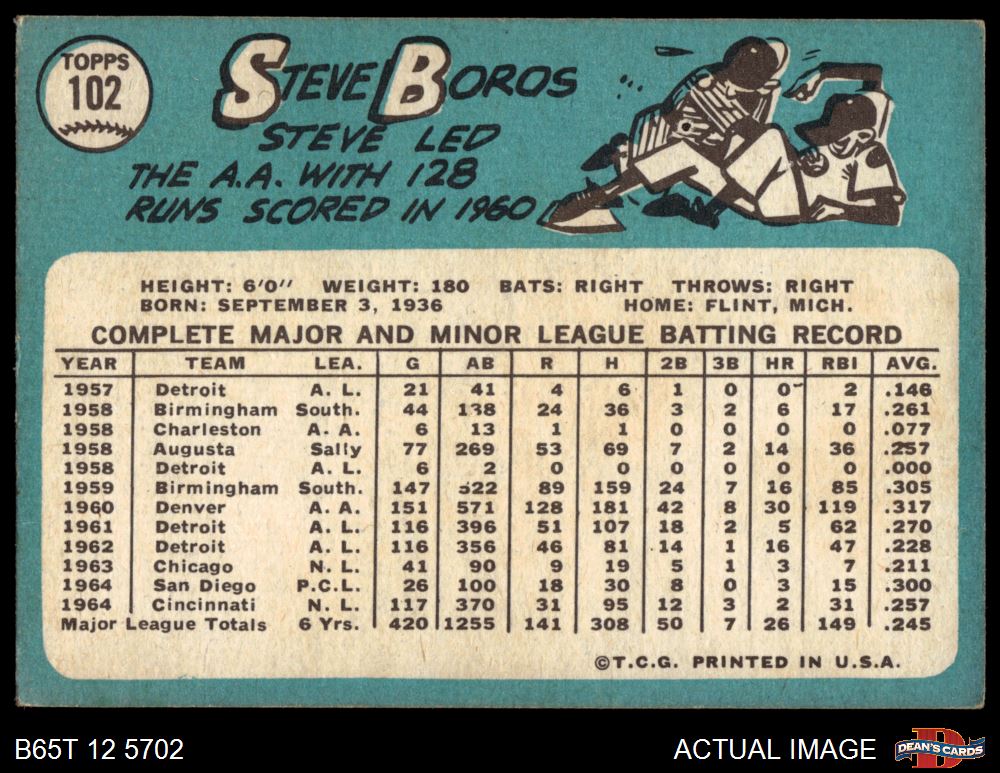 TOPPS
102
STEVE BOROS
STEVE LED
THE A.A. WITH 128
RUNS SCORED IN 1960
HEIGHT: 6'0" WEIGHT: 180 BATS: RIGHT THROWS: RIGHT
BORN: SEPTEMBER 3, 1936 HOME: FLINT, MICH.
COMPLETE MAJOR AND MINOR LEAGUE BATTING RECORD
YEAR TEAM LEA. G AB R H 2B 3B HR RBI AVG.
1957 Detroit A. L. 21 41 4 6 1 0 0 2 .146
1958 Birmingham South. 44 138 24 36 3 2 6 17 .261
1958 Charleston A. A. 6 13 1 1 0 0 0 0 .077
1958 Augusta Sally 77 269 53 69 7 2 14 36 .257
1958 Detroit A. L. 6 2 0 0 0 0 0 0 .000
1959 Birmingham South. 147 522 89 159 24 7 16 85 .305
1960 Denver A. A. 151 571 128 181 42 8 30 119 .317
1961 Detroit A. L. 116 396 51 107 18 2 5 62 .270
1962 Detroit A. L. 116 356 46 81 14 1 16 47 .228
1963 Chicago N. L. 41 90 9 19 5 1 3 7 .211
1964 San Diego P.C.L. 26 100 18 30 8 0 3 15 .300
1964 Cincinnati N. L. 117 370 31 95 12 3 2 31 .257
Major League Totals 6 Yrs. 420 1255 141 308 50 7 26 149 .245
©T.C.G. PRINTED IN U.S.A.
B65T 12 5702 ACTUAL IMAGE
D
DEAN'S CARDS